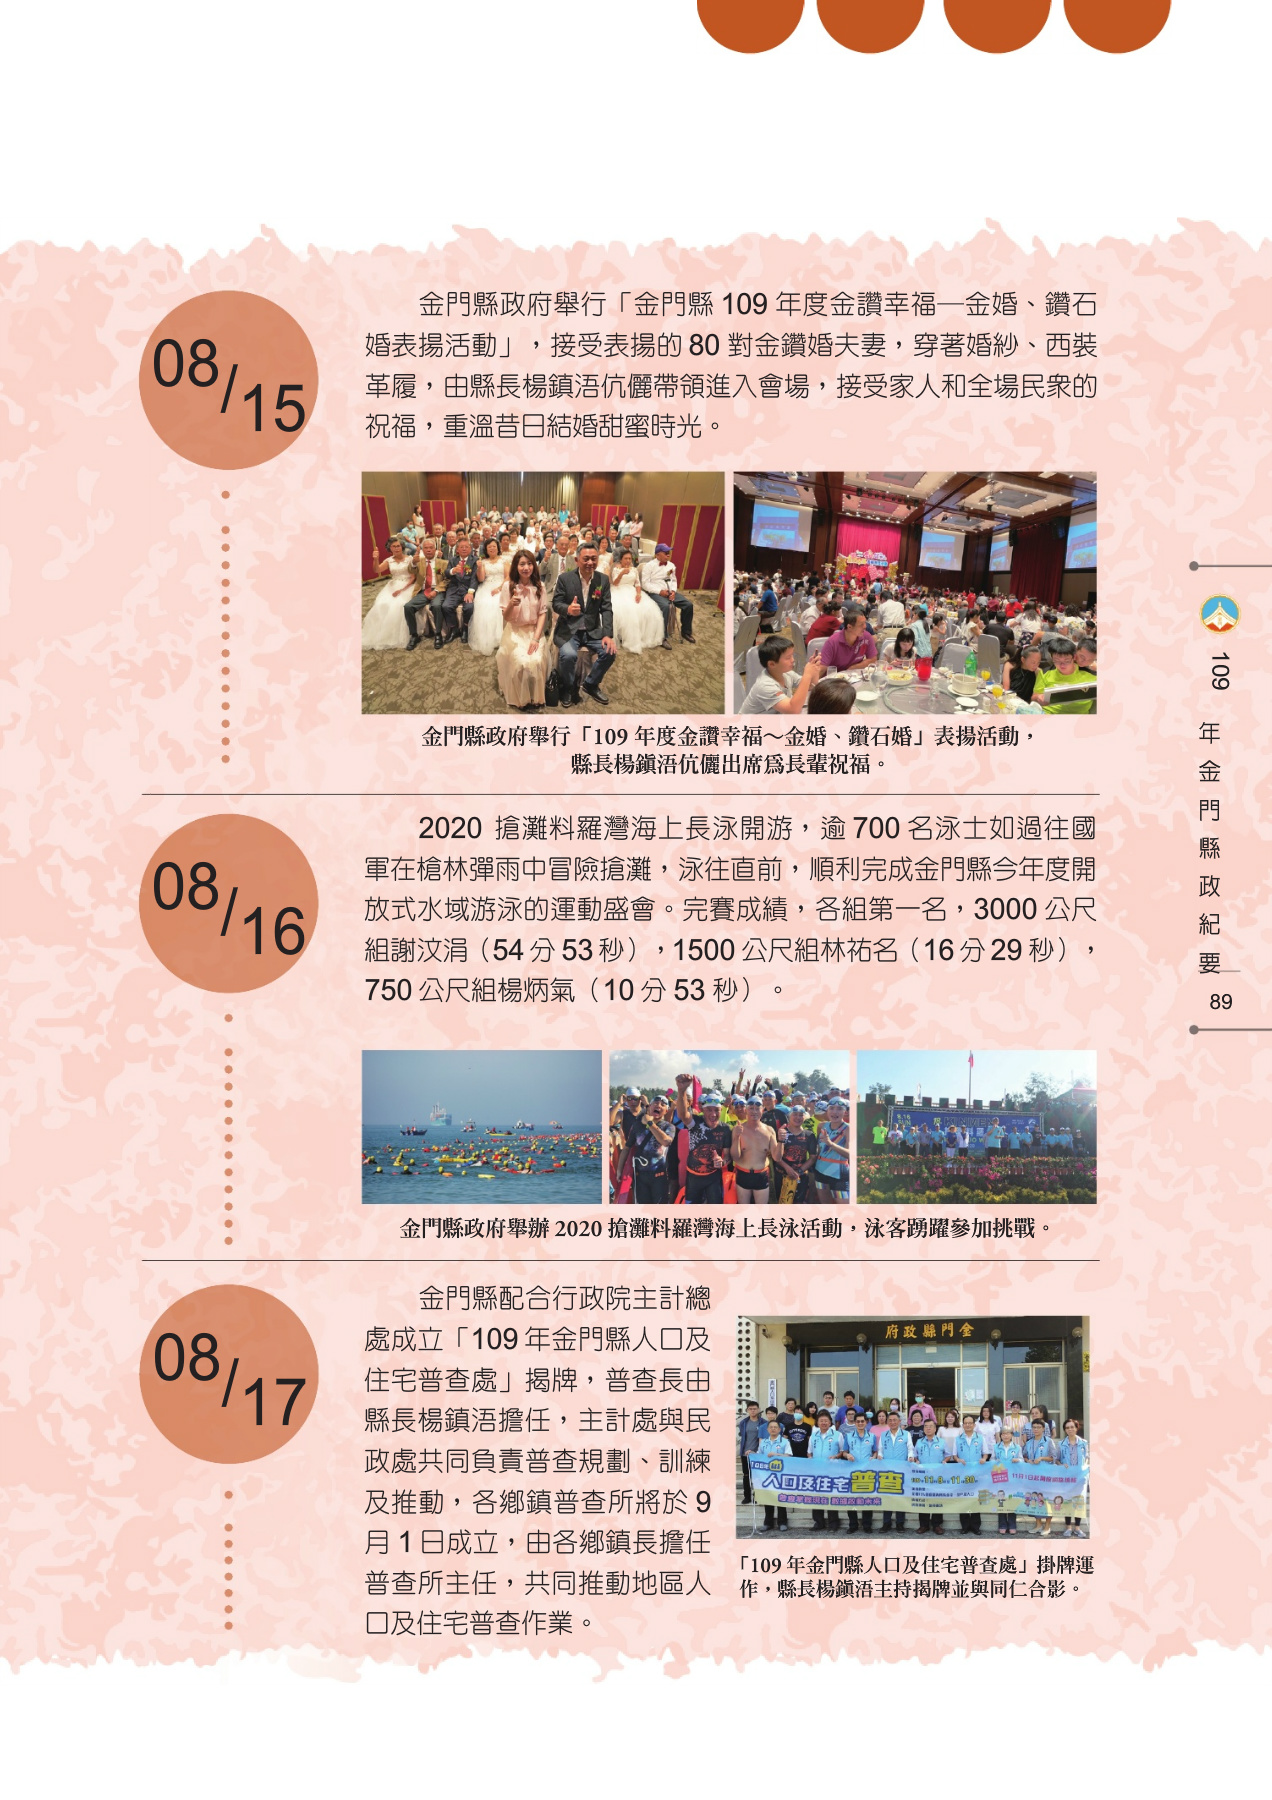 08/15
金門縣政府舉行「金門縣 109 年度金讚幸福—金婚、鑽石
婚表揚活動」，接受表揚的 80 對金鑽婚夫妻，穿著婚紗、西裝
革履，由縣長楊鎮浯伉儷帶領進入會場，接受家人和全場民衆的
祝福，重溫昔日結婚甜蜜時光。
金門縣政府舉行「109 年度金讚幸福～金婚、鑽石婚」表揚活動，
縣長楊鎮浯伉儷出席為長輩祝福。
08/16
2020 搶灘料羅灣海上長泳開游，逾 700 名泳士如過往國
軍在槍林彈雨中冒險搶灘，泳往直前，順利完成金門縣今年度開
放式水域游泳的運動盛會。完賽成績，各組第一名，3000 公尺
組謝汶涓（54 分 53 秒），1500 公尺組林祐名（16 分 29 秒），
750 公尺組楊炳氣（10 分 53 秒）。
金門縣政府舉辦 2020 搶灘料羅灣海上長泳活動，泳客踴躍參加挑戰。
08/17
金門縣配合行政院主計總
處成立「109 年金門縣人口及
住宅普查處」揭牌，普查長由
縣長楊鎮浯擔任，主計處與民
政處共同負責普查規劃、訓練
及推動，各鄉鎮普查所將於 9
月 1 日成立，由各鄉鎮長擔任
普查所主任，共同推動地區人
口及住宅普查作業。
府政縣門金
人口及住宅普查
「109 年金門縣人口及住宅普查處」掛牌運
作，縣長楊鎮浯主持揭牌並與同仁合影。
109 年金門縣政紀要
89